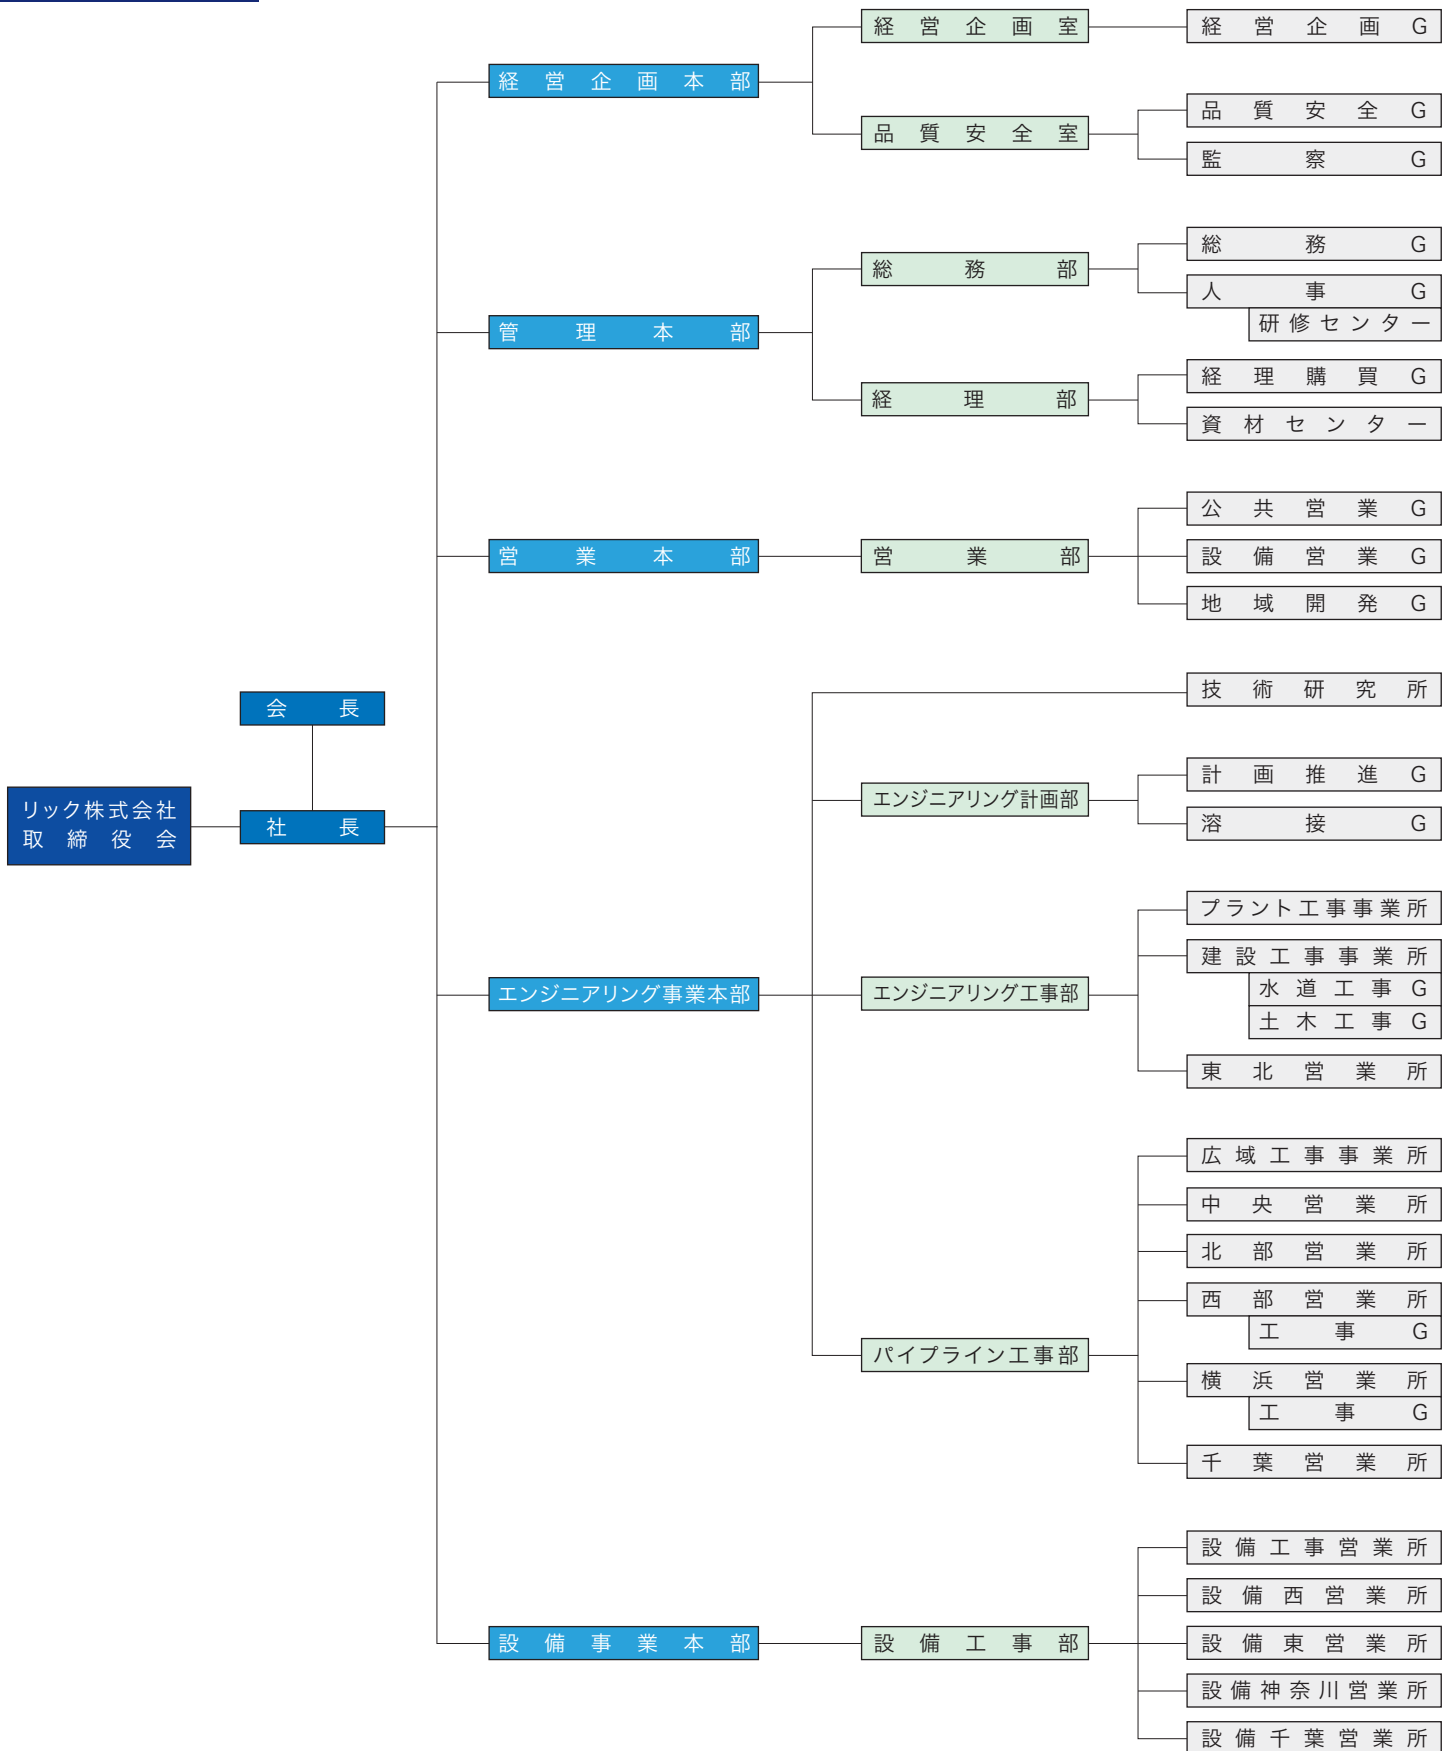 経営企画室
経営企画G
経営企画本部
品質安全室
品質安全G
監察G
総務部
総務G
人事G
研修センター
管理本部
経理部
経理購買G
資材センター
営業本部
営業部
公共営業G
設備営業G
地域開発G
会長
社長
リック株式会社
取締役会
技術研究所
エンジニアリング計画部
計画推進G
溶接G
エンジニアリング事業本部
エンジニアリング工事部
プラント工事事業所
建設工事事業所
水道工事G
土木工事G
東北営業所
パイプライン工事部
広域工事事業所
中央営業所
北部営業所
西部営業所
工事G
横浜営業所
工事G
千葉営業所
設備事業本部
設備工事部
設備工事営業所
設備西営業所
設備東営業所
設備神奈川営業所
設備千葉営業所